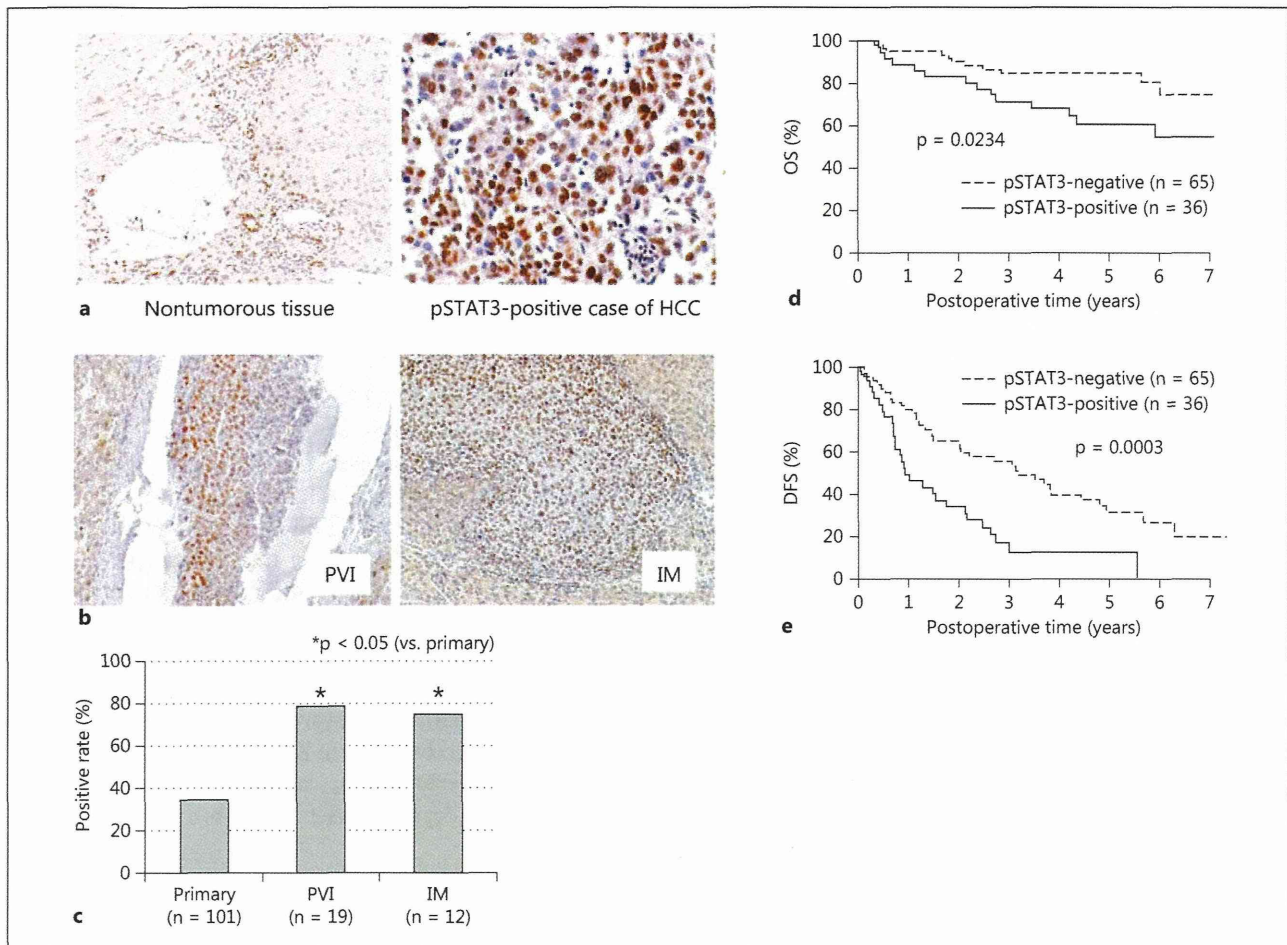 a
Nontumorous tissue
pSTAT3-positive case of HCC
PVI
IM
b
*p < 0.05 (vs. primary)
Positive rate (%)
100
80
60
40
20
0
*
*
Primary
(n = 101)
PVI
(n = 19)
IM
(n = 12)
c
OS (%)
100
80
60
40
20
0
p = 0.0234
pSTAT3-negative (n = 65)
pSTAT3-positive (n = 36)
0 1 2 3 4 5 6 7
Postoperative time (years)
d
DFS (%)
100
80
60
40
20
0
pSTAT3-negative (n = 65)
pSTAT3-positive (n = 36)
p = 0.0003
0 1 2 3 4 5 6 7
Postoperative time (years)
e